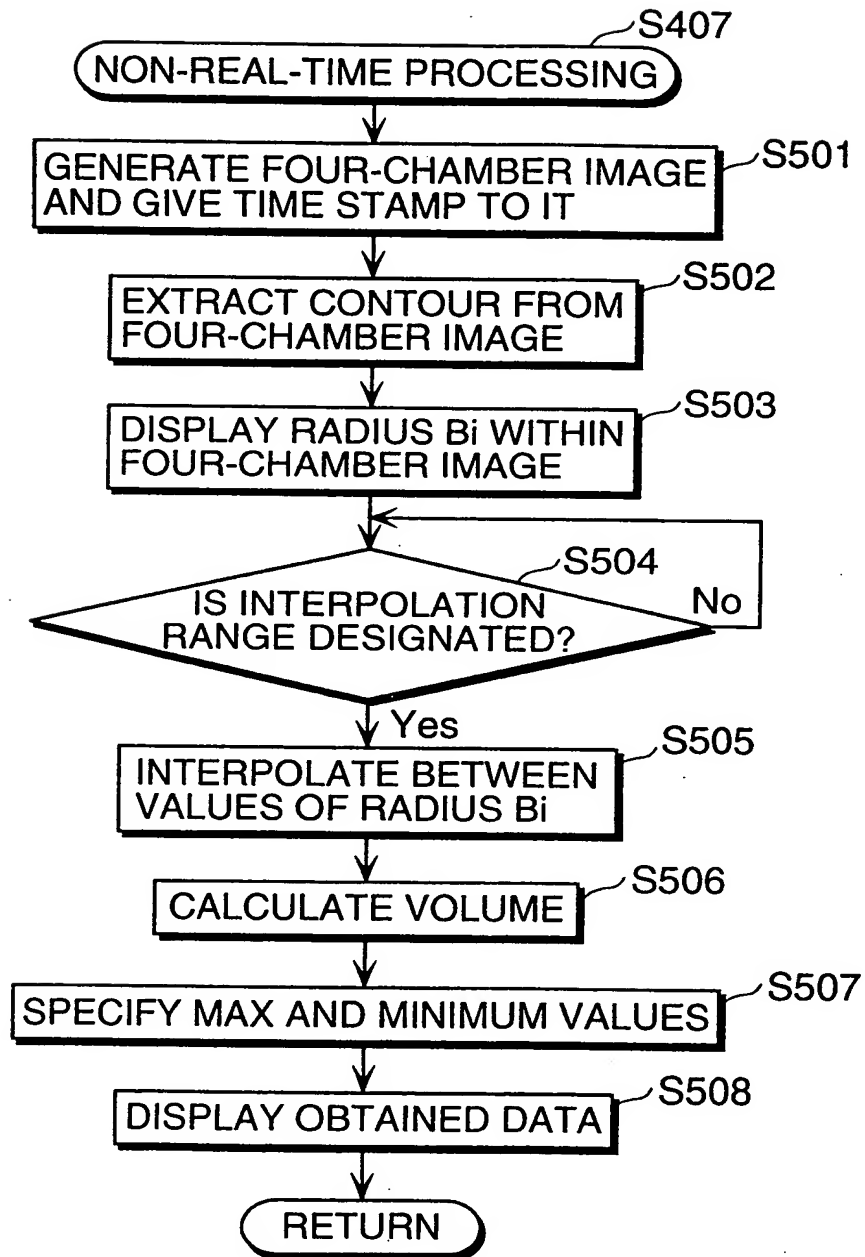 S407
NON-REAL-TIME PROCESSING
S501
GENERATE FOUR-CHAMBER IMAGE
AND GIVE TIME STAMP TO IT
S502
EXTRACT CONTOUR FROM
FOUR-CHAMBER IMAGE
S503
DISPLAY RADIUS Bi WITHIN
FOUR-CHAMBER IMAGE
S504
IS INTERPOLATION
RANGE DESIGNATED?
No
Yes
S505
INTERPOLATE BETWEEN
VALUES OF RADIUS Bi
S506
CALCULATE VOLUME
S507
SPECIFY MAX AND MINIMUM VALUES
S508
DISPLAY OBTAINED DATA
RETURN